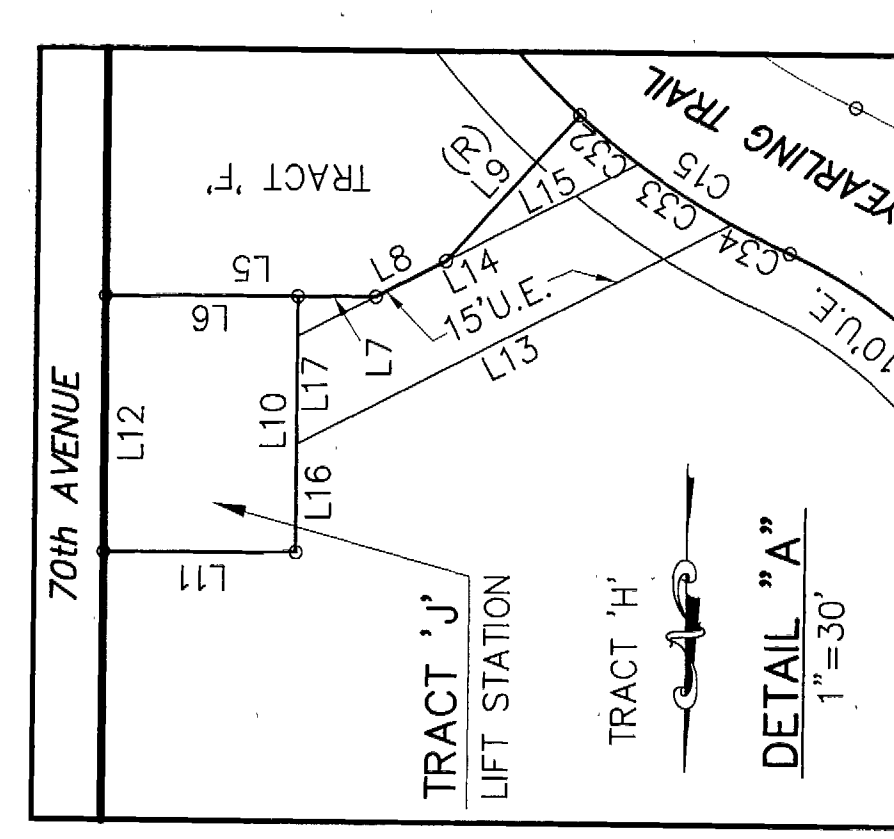 70th AVENUE
TRACT 'F'
L5
L6
L7
L8
(R)
L9
L10
L11
L12
L13
L14
L15
L16
L17
C32
C33
C34
C15
YEARLING TRAIL
15'U.E.
10'U.E.
TRACT 'J'
LIFT STATION
TRACT 'H'
DETAIL "A"
1"=30'